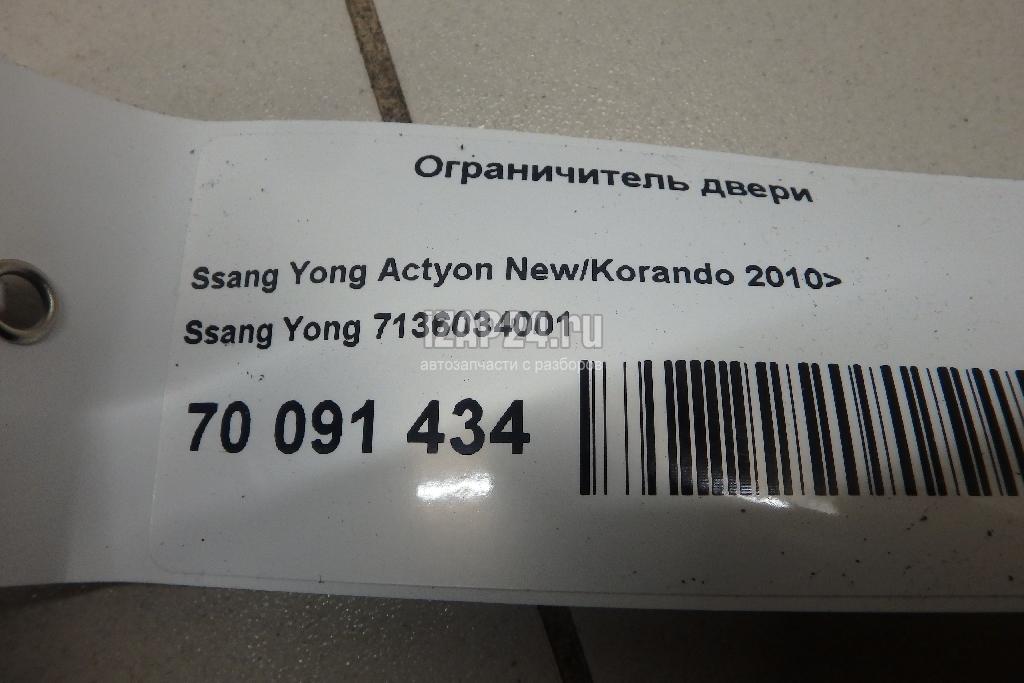 Ограничитель двери
Ssang Yong Actyon New/Korando 2010>
Ssang Yong 7136034001
IZAP24.ru
автозапчасти с разборов
70 091 434